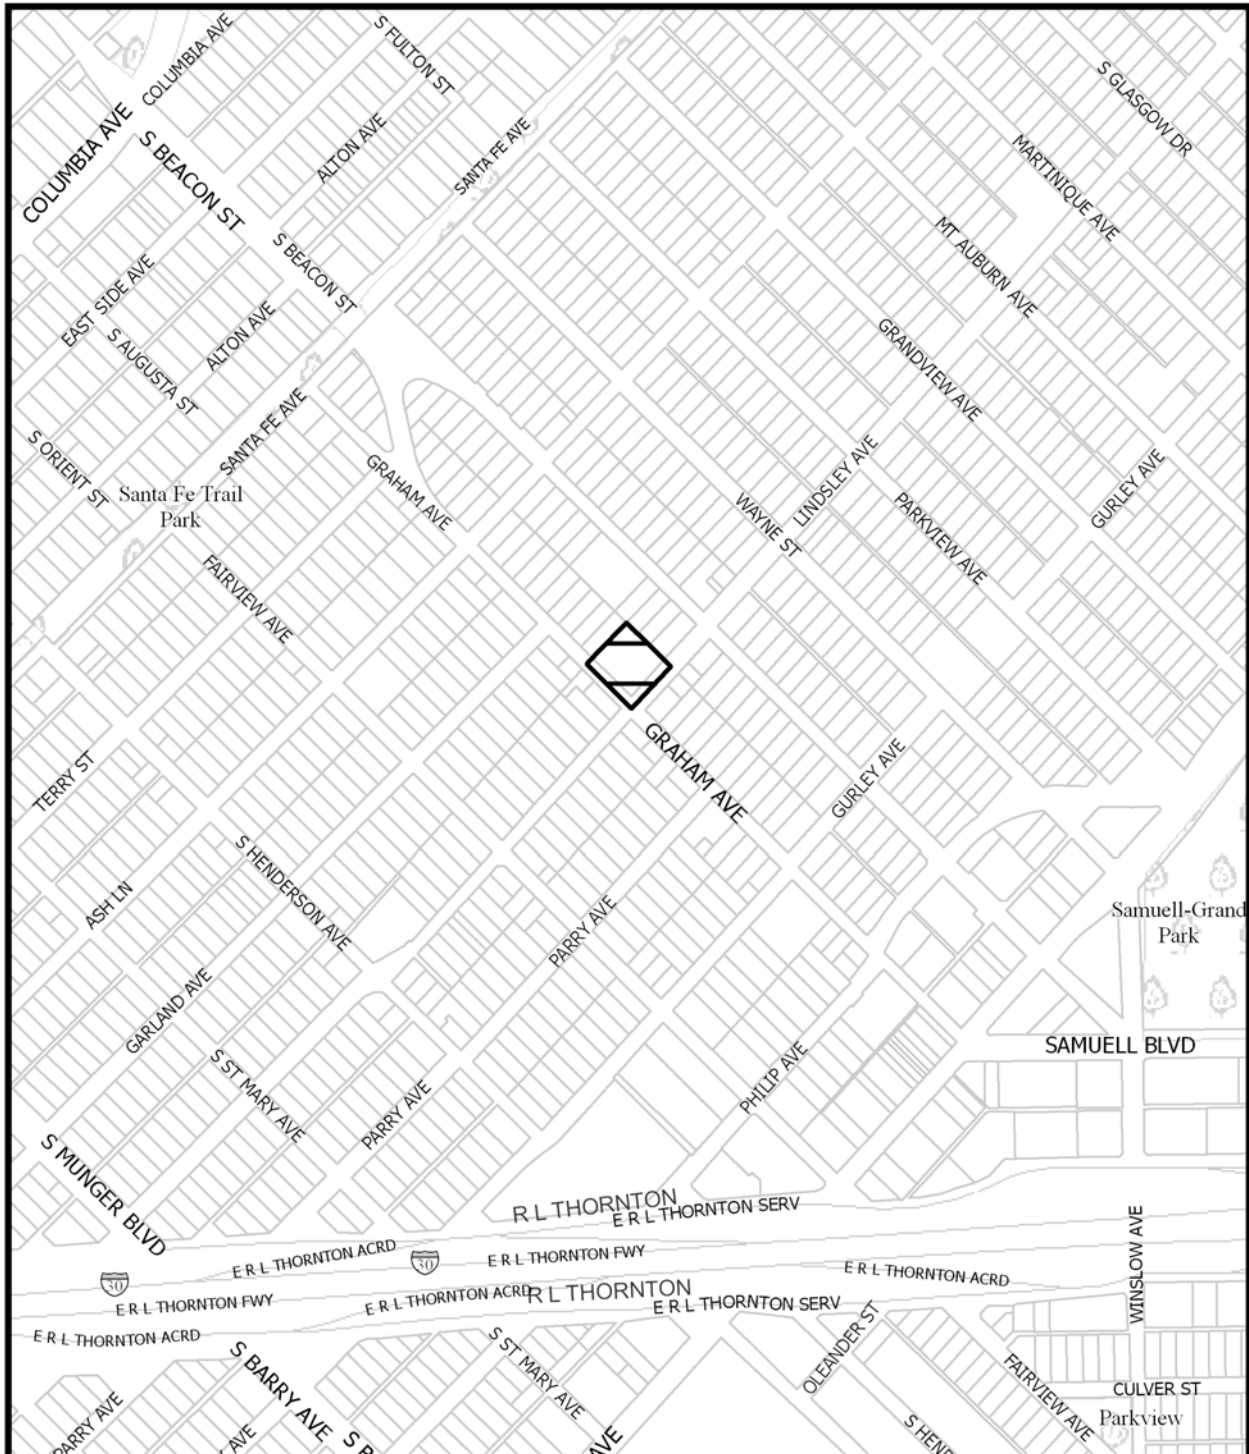 COLUMBIA AVE
S FULTON ST
S GLASGOW DR
COLUMBIA AVE
ALTON AVE
SANTA FE AVE
MARTINIQUE AVE
S BEACON ST
S BEACON ST
MT AUBURN AVE
EAST SIDE AVE
ALTON AVE
S AUGUSTA ST
GRANDVIEW AVE
SANTA FE AVE
S ORIENT ST
GRAHAM AVE
LINDSLEY AVE
GURLEY AVE
Santa Fe Trail
Park
WAYNE ST
PARKVIEW AVE
FAIRVIEW AVE
TERRY ST
GRAHAM AVE
GURLEY AVE
S HENDERSON AVE
ASH LN
PARRY AVE
Samuell-Grand
Park
GARLAND AVE
SAMUELL BLVD
S ST MARY AVE
PARRY AVE
PHILIP AVE
S MUNGER BLVD
R L THORNTON
E R L THORNTON SERV
E R L THORNTON ACRD
30
E R L THORNTON FWY
E R L THORNTON ACRD
WINSLOW AVE
30
E R L THORNTON FWY
E R L THORNTON ACRD
R L THORNTON
E R L THORNTON SERV
E R L THORNTON ACRD
S BARRY AVE
S ST MARY AVE
OLEANDER ST
FAIRVIEW AVE
CULVER ST
Parkview
PARRY AVE
AVE
AVE